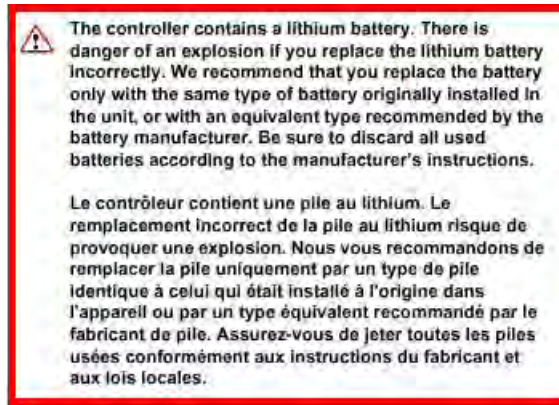 The controller contains a lithium battery. There is
danger of an explosion if you replace the lithium battery
incorrectly. We recommend that you replace the battery
only with the same type of battery originally installed in
the unit, or with an equivalent type recommended by the
battery manufacturer. Be sure to discard all used
batteries according to the manufacturer's instructions.
Le contrôleur contient une pile au lithium. Le
remplacement incorrect de la pile au lithium risque de
provoquer une explosion. Nous vous recommandons de
remplacer la pile uniquement par un type de pile
identique à celui qui était installé à l'origine dans
l'appareil ou par un type équivalent recommandé par le
fabricant de pile. Assurez-vous de jeter toutes les piles
usées conformément aux instructions du fabricant et
aux lois locales.